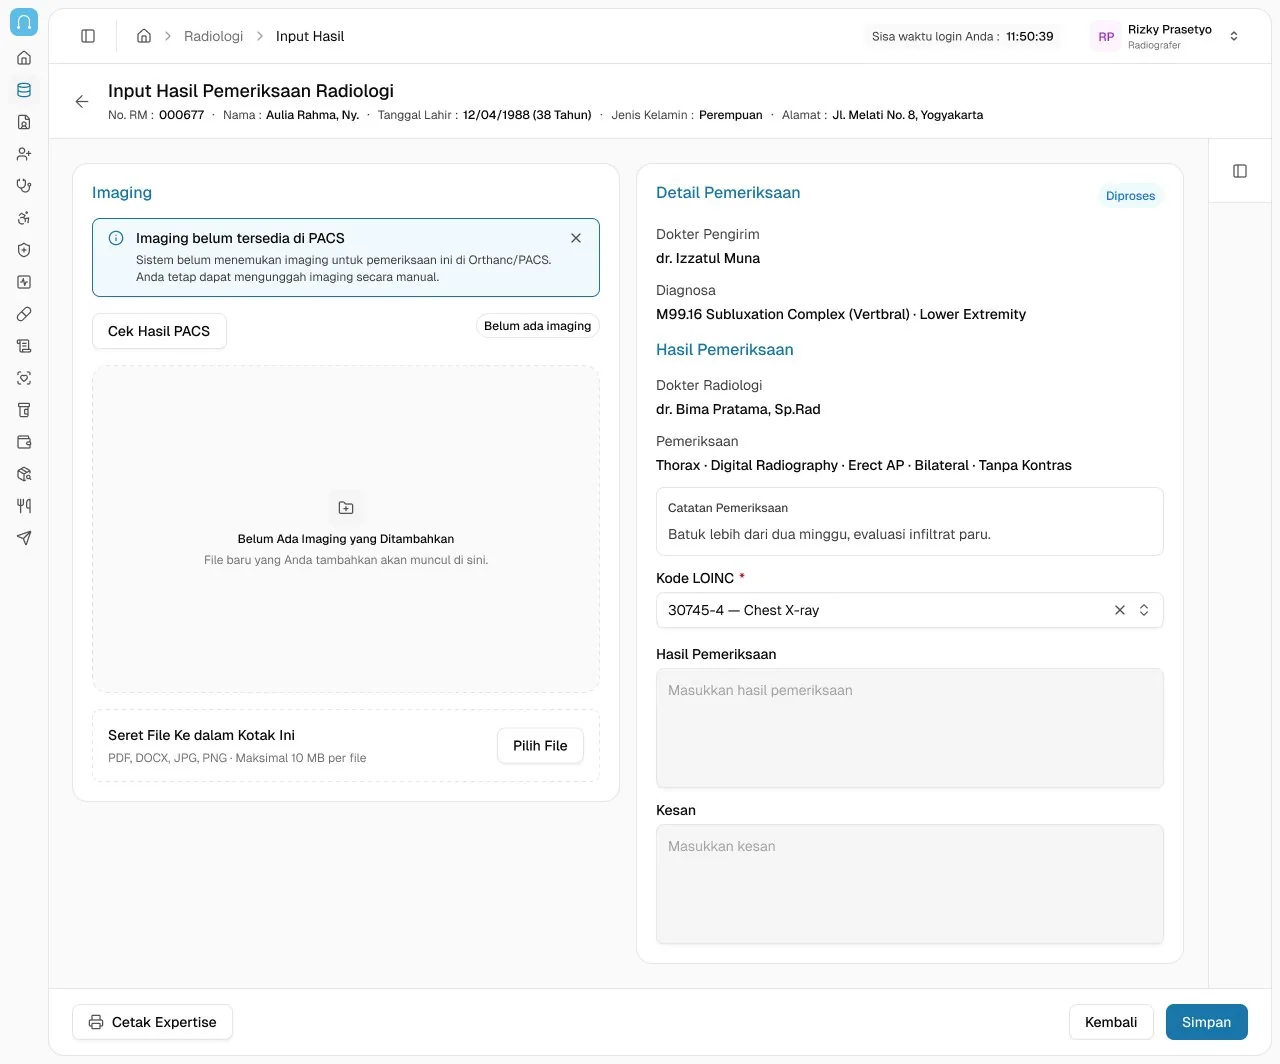 Radiologi
Input Hasil
Sisa waktu login Anda : 11:50:39
RP
Rizky Prasetyo
Radiografer
Input Hasil Pemeriksaan Radiologi
No. RM : 000677 · Nama : Aulia Rahma, Ny. · Tanggal Lahir : 12/04/1988 (38 Tahun) · Jenis Kelamin : Perempuan · Alamat : Jl. Melati No. 8, Yogyakarta
Imaging
Imaging belum tersedia di PACS
Sistem belum menemukan imaging untuk pemeriksaan ini di Orthanc/PACS.
Anda tetap dapat mengunggah imaging secara manual.
Cek Hasil PACS
Belum ada imaging
Belum Ada Imaging yang Ditambahkan
File baru yang Anda tambahkan akan muncul di sini.
Seret File Ke dalam Kotak Ini
PDF, DOCX, JPG, PNG · Maksimal 10 MB per file
Pilih File
Detail Pemeriksaan
Diproses
Dokter Pengirim
dr. Izzatul Muna
Diagnosa
M99.16 Subluxation Complex (Vertbral) · Lower Extremity
Hasil Pemeriksaan
Dokter Radiologi
dr. Bima Pratama, Sp.Rad
Pemeriksaan
Thorax · Digital Radiography · Erect AP · Bilateral · Tanpa Kontras
Catatan Pemeriksaan
Batuk lebih dari dua minggu, evaluasi infiltrat paru.
Kode LOINC *
30745-4 — Chest X-ray
Hasil Pemeriksaan
Masukkan hasil pemeriksaan
Kesan
Masukkan kesan
Cetak Expertise
Kembali
Simpan